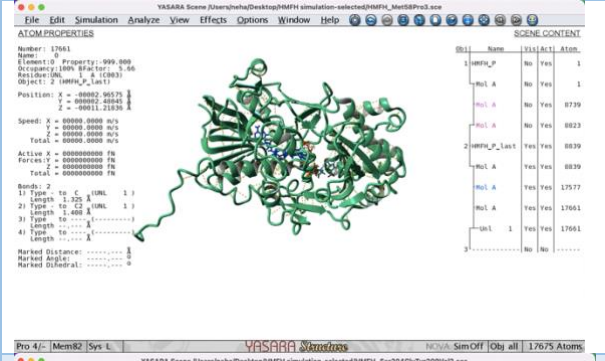 YASARA Scene /Users/neha/Desktop/HMFH simulation-selected/HMFH_Met58Pro3.sce
File Edit Simulation Analyze View Effects Options Window Help
ATOM PROPERTIES
SCENE CONTENT
Number: 17661
Name: O
Element:O Property:-999.000
Occupancy:100% BFactor: 5.66
Residue:UNL 1 A (C003)
Object: 2 (HMFH_P_last)
Position: X = -00002.96575 Å
Y = 00002.40845 Å
Z = -00011.21836 Å
Speed: X = 00000.0000 m/s
Y = 00000.0000 m/s
Z = 00000.0000 m/s
Total = 00000.0000 m/s
Active X = 0000000000 fN
Forces:Y = 0000000000 fN
Z = 0000000000 fN
Total = 0000000000 fN
Bonds: 2
1) Type - to C (UNL 1 )
Length 1.325 Å
2) Type - to C2 (UNL 1 )
Length 1.408 Å
3) Type to ---- (---------)
Length --.--- Å
4) Type to ---- (---------)
Length --.--- Å
Marked Distance: -----.--- Å
Marked Angle: -----.--- °
Marked Dihedral: -----.--- °
Obj Name Vis Act Atom
1 HMFH_P No Yes 1
Mol A No Yes 1
Mol A No Yes 8739
Mol A No Yes 8823
2 HMFH_P_last Yes Yes 8839
Mol A Yes Yes 8839
Mol A Yes Yes 17577
Mol A Yes Yes 17661
Unl 1 Yes Yes 17661
3 ------------ No No ------
Pro 4/- Mem82 Sys L YASARA Structure NOVA SimOff Obj all 17675 Atoms